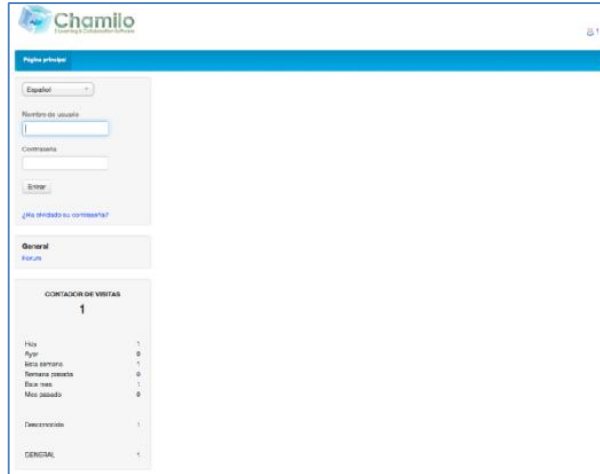 Chamilo
E-Learning & Collaboration Software
1
Página principal
Español
Nombre de usuario
Contraseña
Entrar
¿Ha olvidado su contraseña?
General
Forum
CONTADOR DE VISITAS
1
Hoy 1
Ayer 0
Esta semana 1
Semana pasada 0
Este mes 1
Mes pasado 0
Desconocida 1
GENERAL 1